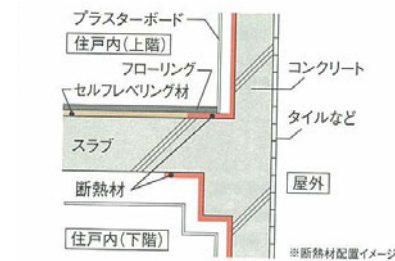 プラスターボード
住戸内(上階)
フローリング
セルフレベリング材
コンクリート
タイルなど
スラブ
断熱材
屋外
住戸内(下階)
※断熱材配置イメージ